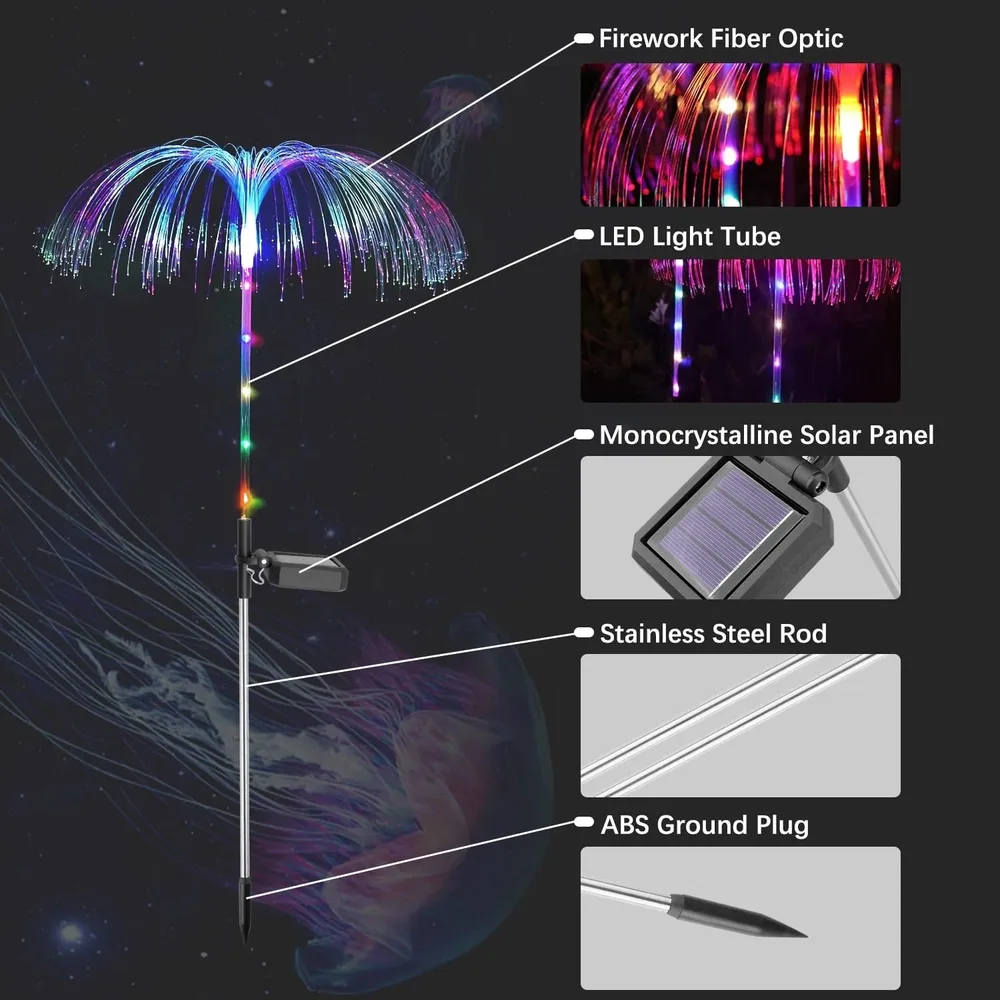 Firework Fiber Optic
LED Light Tube
Monocrystalline Solar Panel
Stainless Steel Rod
ABS Ground Plug